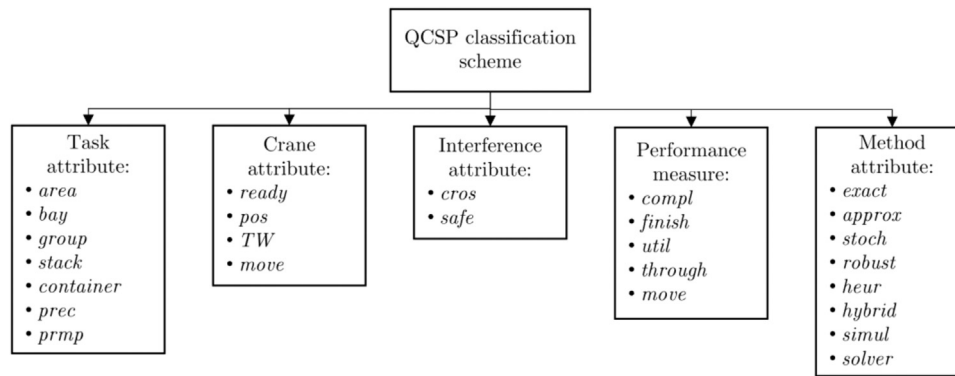 QCSP classification
scheme
Task
attribute:
• area
• bay
• group
• stack
• container
• prec
• prmp
Crane
attribute:
• ready
• pos
• TW
• move
Interference
attribute:
• cros
• safe
Performance
measure:
• compl
• finish
• util
• through
• move
Method
attribute:
• exact
• approx
• stoch
• robust
• heur
• hybrid
• simul
• solver